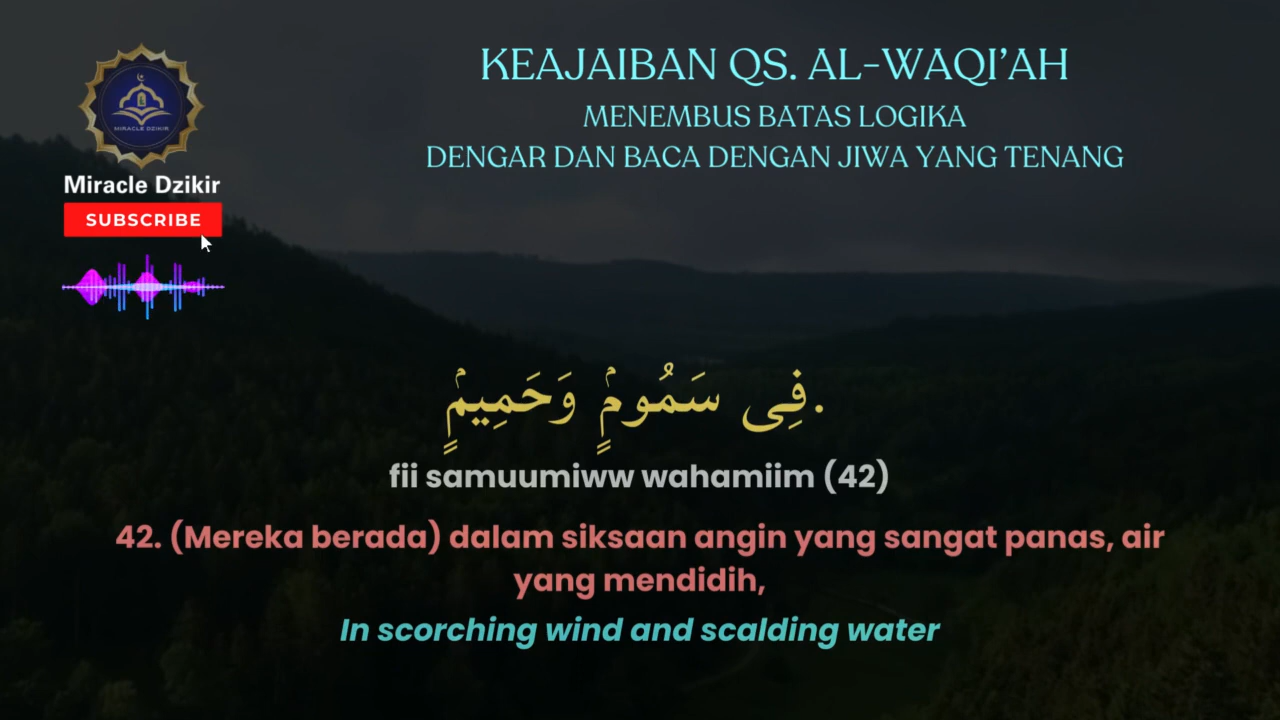 KEAJAIBAN QS. AL-WAQI'AH
MENEMBUS BATAS LOGIKA
DENGAR DAN BACA DENGAN JIWA YANG TENANG
MIRACLE DZIKIR
Miracle Dzikir
SUBSCRIBE
فِى سَمُومٍۢ وَحَمِيمٍۢ.
fii samuumiww wahamiim (42)
42. (Mereka berada) dalam siksaan angin yang sangat panas, air
yang mendidih,
In scorching wind and scalding water